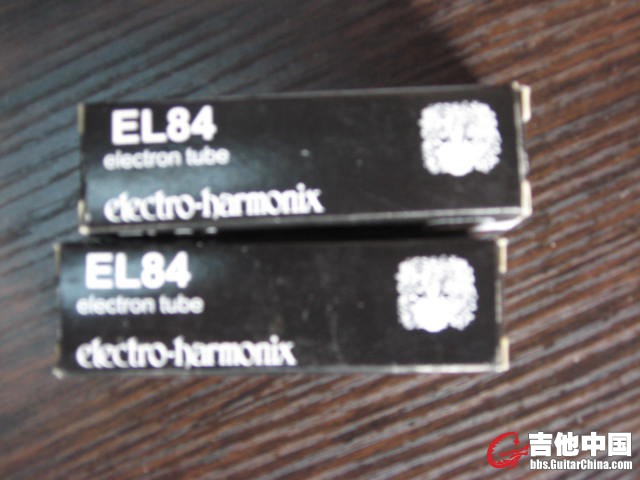 EL84
electron tube
electro-harmonix
EL84
electron tube
electro-harmonix
吉他中国
bbs.GuitarChina.com